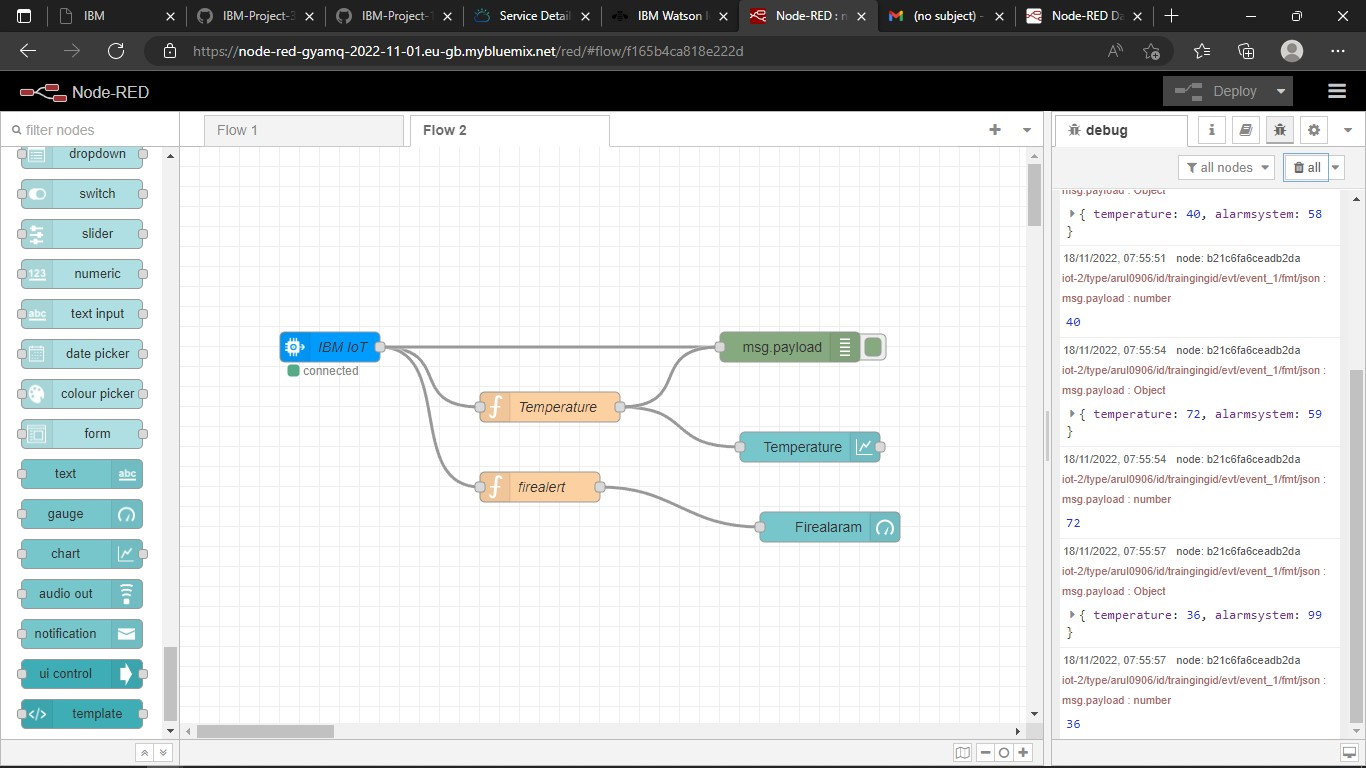 IBM
IBM-Project-3
IBM-Project-1
Service Detail
IBM Watson I
Node-RED : n
(no subject) -
Node-RED Da
https://node-red-gyamq-2022-11-01.eu-gb.mybluemix.net/red/#flow/f165b4ca818e222d
Node-RED
Deploy
filter nodes
Flow 1
Flow 2
debug
i
all nodes
all
dropdown
switch
slider
123 numeric
abc text input
date picker
colour picker
form
text abc
gauge
chart
audio out
notification
ui control
</> template
IBM IoT
connected
msg.payload
f Temperature
Temperature
f firealert
Firealaram
msg.payload : Object
{ temperature: 40, alarmsystem: 58
}
18/11/2022, 07:55:51 node: b21c6fa6ceadb2da
iot-2/type/arul0906/id/traingingid/evt/event_1/fmt/json :
msg.payload : number
40
18/11/2022, 07:55:54 node: b21c6fa6ceadb2da
iot-2/type/arul0906/id/traingingid/evt/event_1/fmt/json :
msg.payload : Object
{ temperature: 72, alarmsystem: 59
}
18/11/2022, 07:55:54 node: b21c6fa6ceadb2da
iot-2/type/arul0906/id/traingingid/evt/event_1/fmt/json :
msg.payload : number
72
18/11/2022, 07:55:57 node: b21c6fa6ceadb2da
iot-2/type/arul0906/id/traingingid/evt/event_1/fmt/json :
msg.payload : Object
{ temperature: 36, alarmsystem: 99
}
18/11/2022, 07:55:57 node: b21c6fa6ceadb2da
iot-2/type/arul0906/id/traingingid/evt/event_1/fmt/json :
msg.payload : number
36